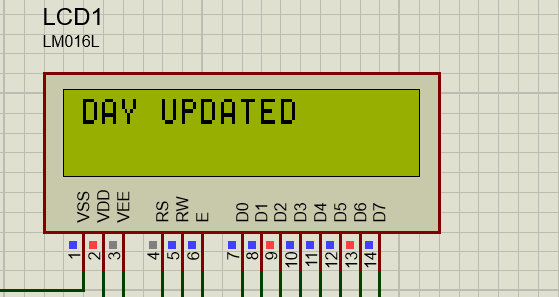 LCD1
LM016L
DAY UPDATED
VSS
VDD
VEE
RS
RW
E
D0
D1
D2
D3
D4
D5
D6
D7
1
2
3
4
5
6
7
8
9
10
11
12
13
14